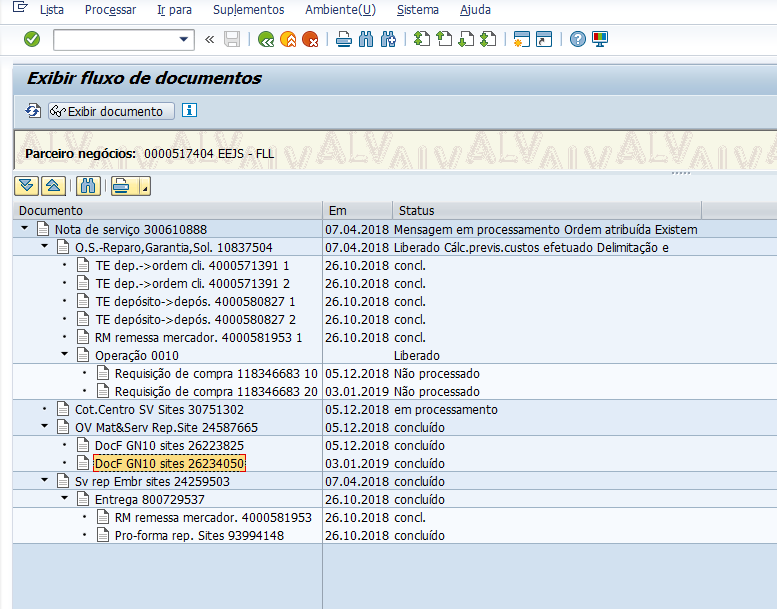 Lista Processar Ir para Suplementos Ambiente(U) Sistema Ajuda
Exibir fluxo de documentos
Exibir documento
Parceiro negócios: 0000517404 EEJS - FLL
Documento Em Status
Nota de serviço 300610888 07.04.2018 Mensagem em processamento Ordem atribuída Existem
O.S.-Reparo,Garantia,Sol. 10837504 07.04.2018 Liberado Cálc.previs.custos efetuado Delimitação e
TE dep.->ordem cli. 4000571391 1 26.10.2018 concl.
TE dep.->ordem cli. 4000571391 2 26.10.2018 concl.
TE depósito->depós. 4000580827 1 26.10.2018 concl.
TE depósito->depós. 4000580827 2 26.10.2018 concl.
RM remessa mercador. 4000581953 1 26.10.2018 concl.
Operação 0010 Liberado
Requisição de compra 118346683 10 05.12.2018 Não processado
Requisição de compra 118346683 20 03.01.2019 Não processado
Cot.Centro SV Sites 30751302 05.12.2018 em processamento
OV Mat&Serv Rep.Site 24587665 05.12.2018 concluído
DocF GN10 sites 26223825 05.12.2018 concluído
DocF GN10 sites 26234050 03.01.2019 concluído
Sv rep Embr sites 24259503 07.04.2018 concluído
Entrega 800729537 26.10.2018 concluído
RM remessa mercador. 4000581953 26.10.2018 concl.
Pro-forma rep. Sites 93994148 26.10.2018 concluído